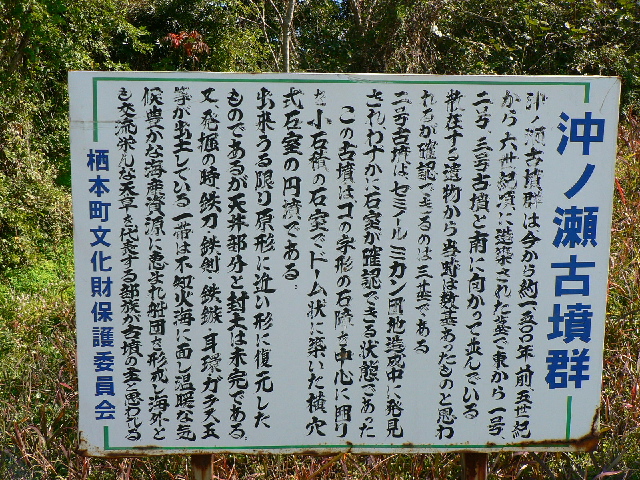 沖ノ瀬古墳群
沖ノ瀬古墳群は今から約一五〇〇年前五世紀
から六世紀頃に造築された墓で東から一号、
二号、三号古墳と南に向かって並んでいる
散在する遺物から当時は数基あったものと思わ
れるが確認できるのは三基である
二号古墳は、セミノルミカン団地造成中に発見
されわずかに石室が確認できる状態であった
この古墳は、コの字形の石障を中心に囲り
を小石積の石室でドーム状に築いた横穴
式石室の円墳である。
出来うる限り原形に近い形に復元した
ものであるが天井部分と封土は未完である
又、発掘の時、鉄刀、鉄剣、鉄鏃、耳環、ガラス玉
等が出土している一帯は不知火海に面し温暖な気
候豊かな海産資源に恵まれ集団を形成し海外と
も交流栄んな天草を代表する部族が古墳の主と思われる
栖本町文化財保護委員会